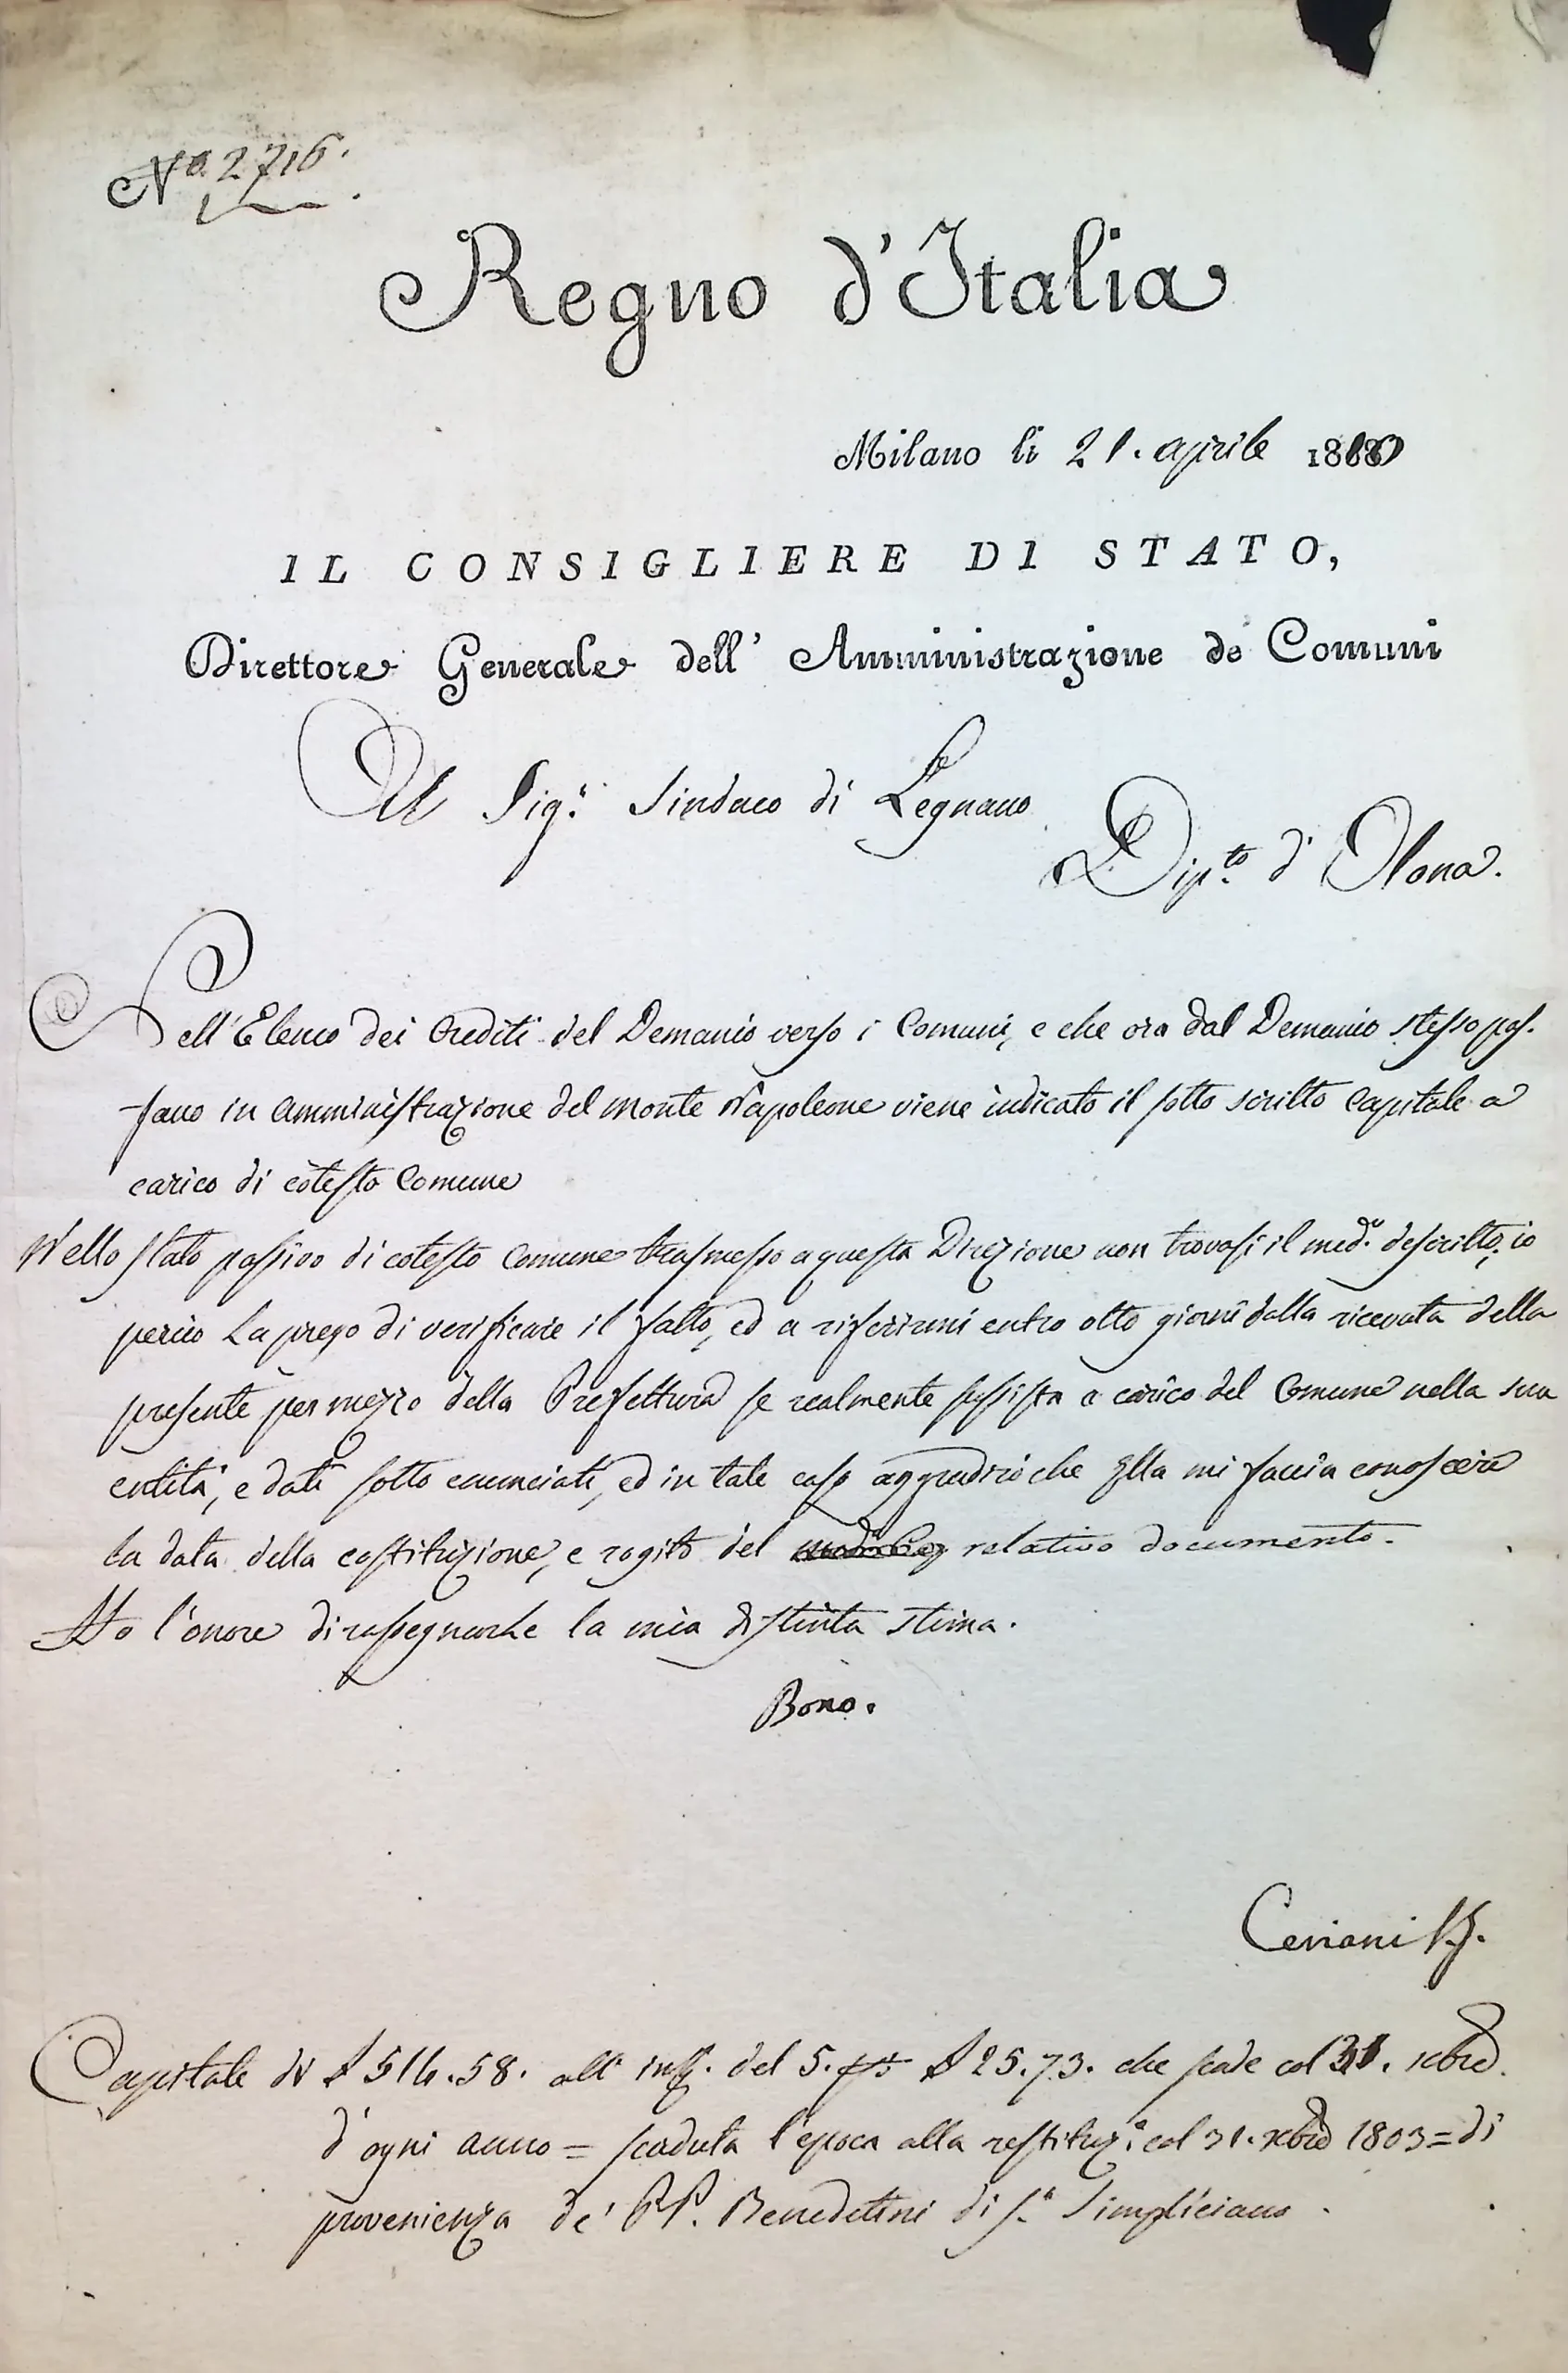 No. 2716.
Regno d'Italia
Milano li 21. aprile 1810
IL CONSIGLIERE DI STATO,
Direttore Generale dell' Amministrazione de Comuni
Al Sig.r Sindaco di Legnano
Dip.to d' Olona.
Nell'Elenco dei Crediti del Demanio verso i Comuni, e che ora dal Demanio stesso pas-
sano in amministrazione del monte Napoleone viene indicato il sotto scritto Capitale a
carico di cotesto Comune
Nello stato passivo di cotesto Comune trasmesso a questa Direzione non trovasi il med.o descritto; io
perciò La prego di verificare il fatto, ed a riferirmi entro otto giorni dalla ricevuta della
presente per mezzo della Prefettura se realmente sussista a carico del Comune nella sua
entità, e dati sotto enunciati, ed in tale caso aggradirò che Ella mi faccia conoscere
la data della costituzione, e rogito del relativo documento.
Ho l'onore di rassegnarLe la mia distinta stima.
Bono.
Ceriani
Capitale di £ 514.58. all' int. del 5. p% £ 25.73. che scade col 31. xbre
d'ogni anno = scaduta l'epoca alla restituz.e col 31. xbre 1803 = di
provenienza de' PP. Benedetini di S.n Simpliciano